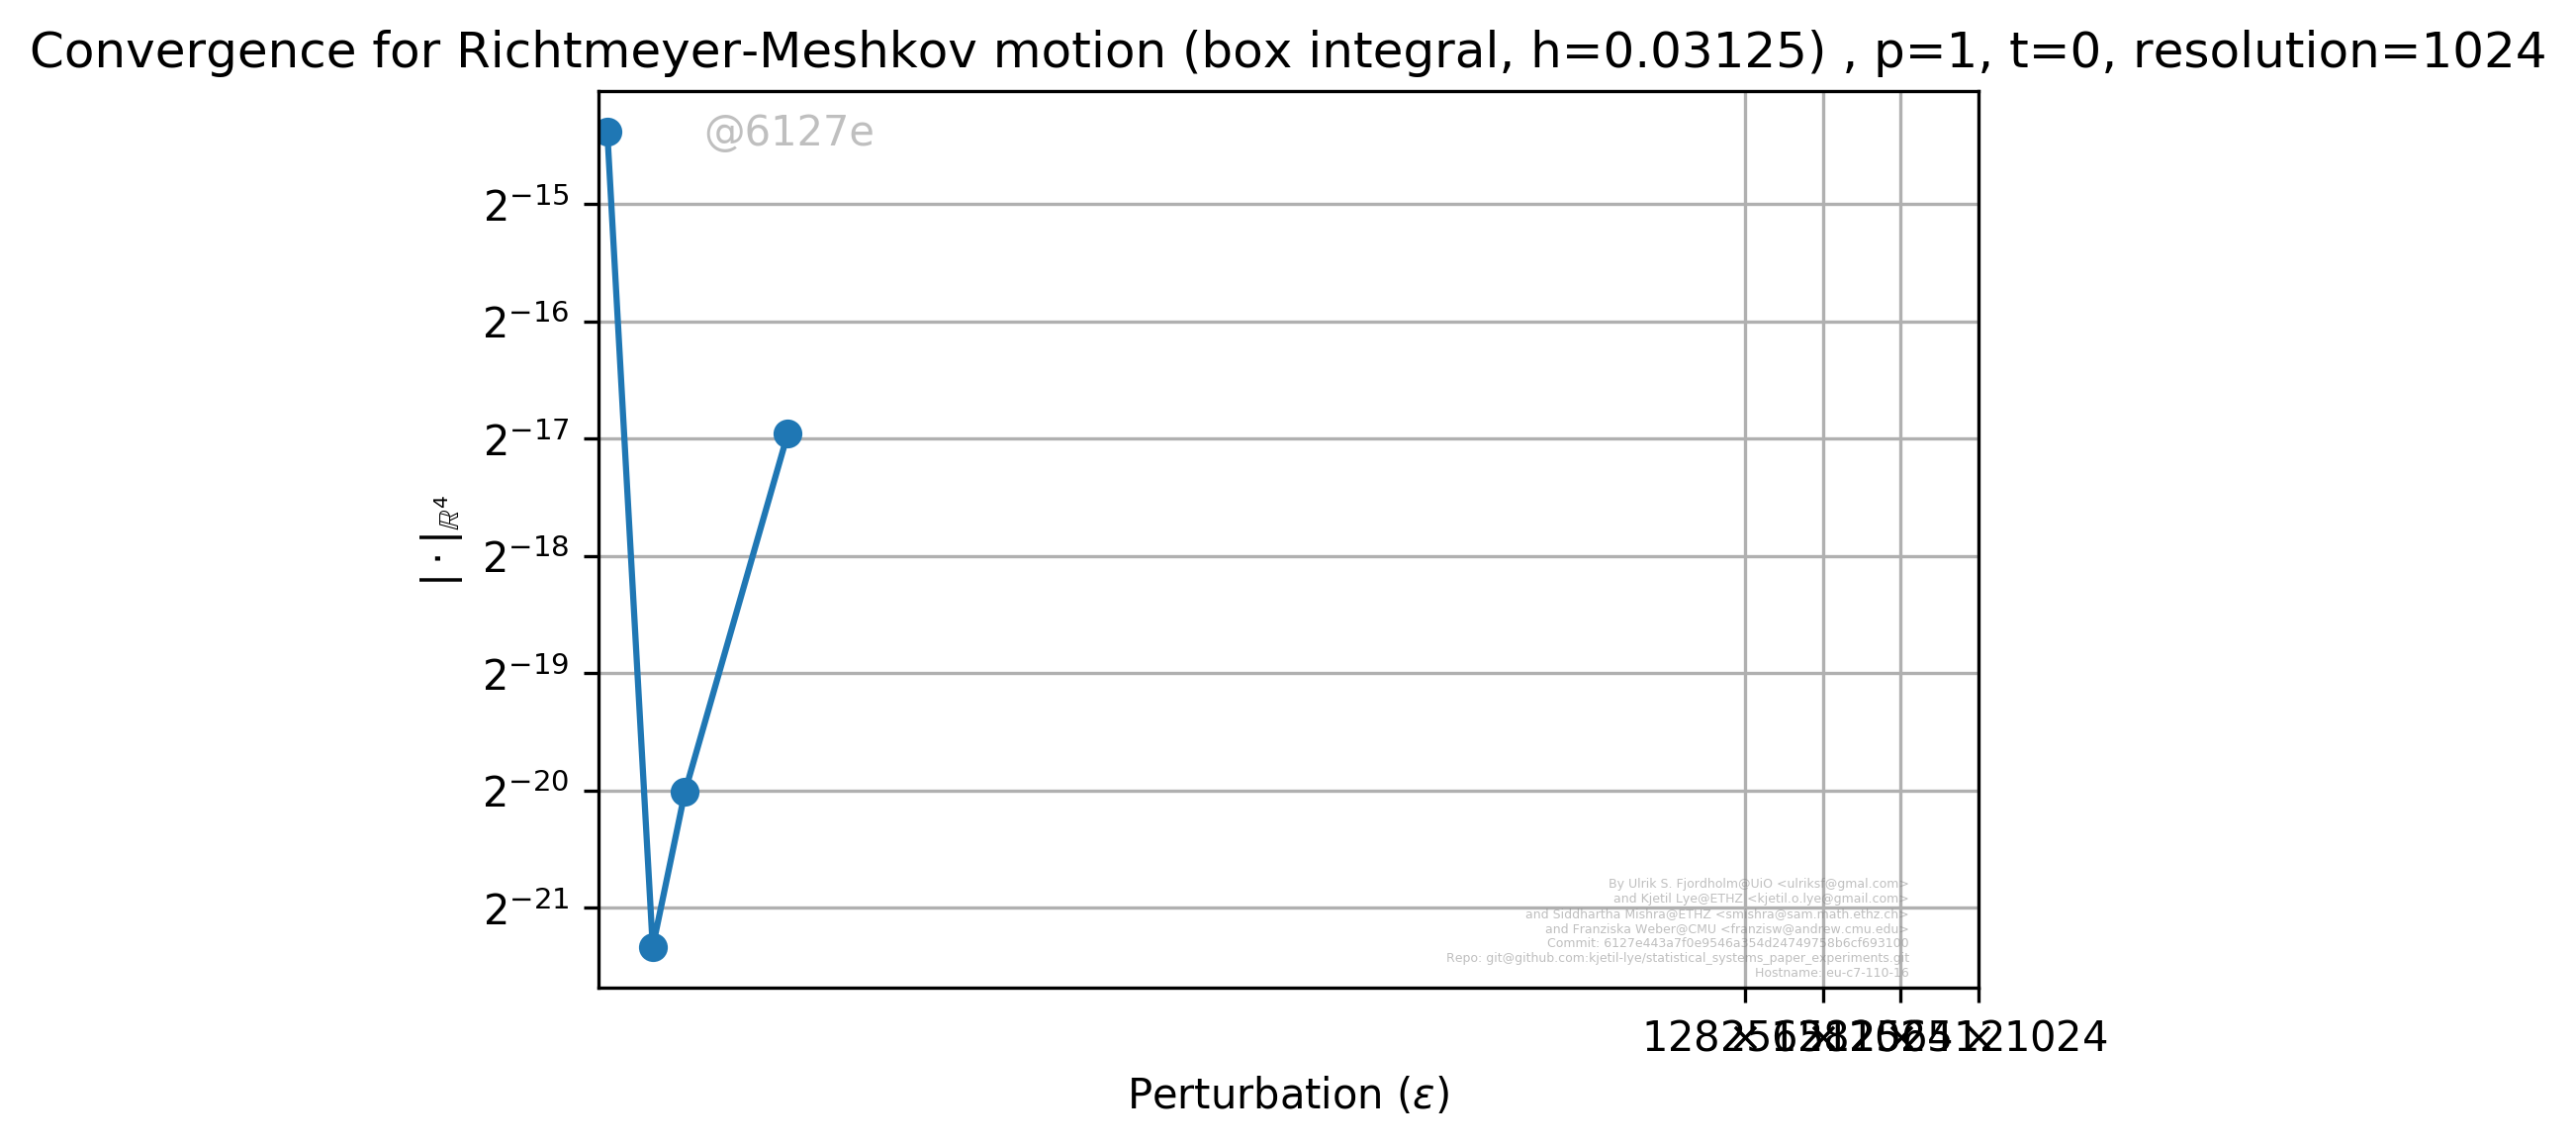 Convergence for Richtmeyer-Meshkov motion (box integral, h=0.03125) , p=1, t=0, resolution=1024
@6127e
2⁻¹⁵
2⁻¹⁶
2⁻¹⁷
2⁻¹⁸
2⁻¹⁹
2⁻²⁰
2⁻²¹
|·|ℝ⁴
By Ulrik S. Fjordholm@UiO <ulriksf@gmal.com>
and Kjetil Lye@ETHZ <kjetil.o.lye@gmail.com>
and Siddhartha Mishra@ETHZ <smishra@sam.math.ethz.ch>
and Franziska Weber@CMU <franzisw@andrew.cmu.edu>
Commit: 6127e443a7f0e9546a354d24749758b6cf693100
Repo: git@github.com:kjetil-lye/statistical_systems_paper_experiments.git
Hostname: eu-c7-110-16
Perturbation (ε)